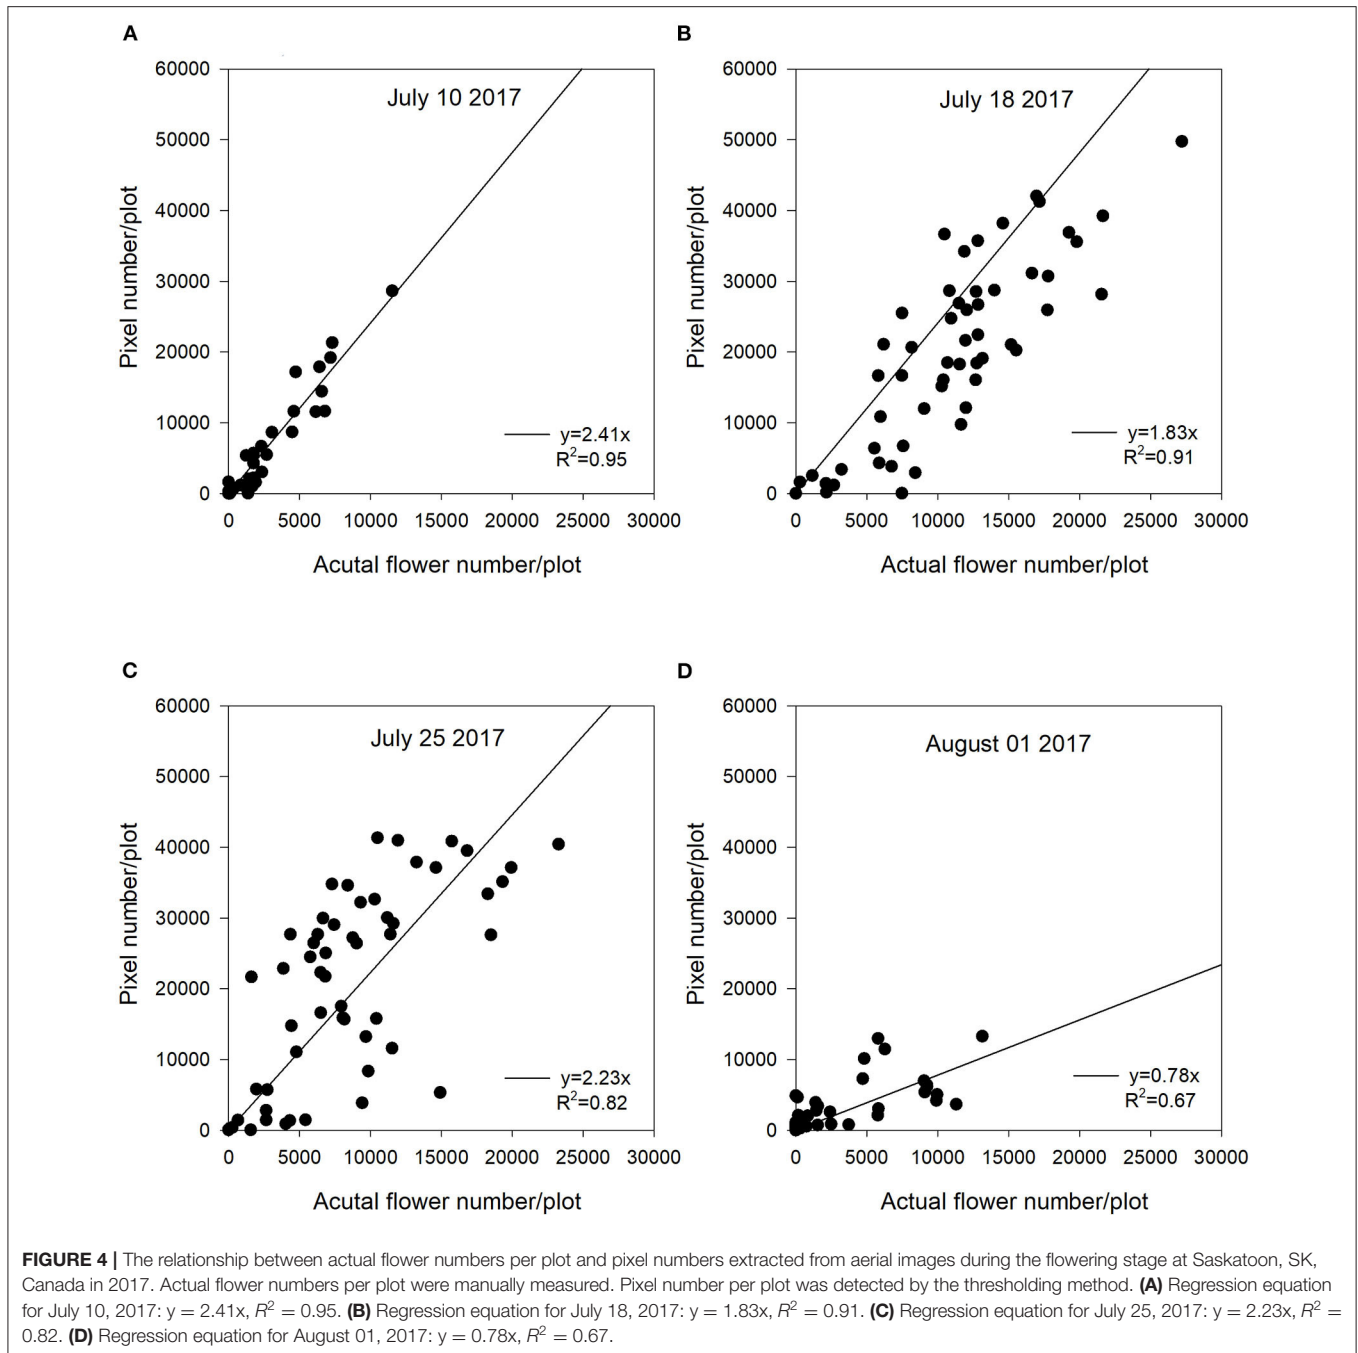 A
July 10 2017
60000
50000
40000
30000
20000
10000
0
Pixel number/plot
y=2.41x
R²=0.95
0 5000 10000 15000 20000 25000 30000
Acutal flower number/plot
B
July 18 2017
60000
50000
40000
30000
20000
10000
0
Pixel number/plot
y=1.83x
R²=0.91
0 5000 10000 15000 20000 25000 30000
Actual flower number/plot
C
July 25 2017
60000
50000
40000
30000
20000
10000
0
Pixel number/plot
y=2.23x
R²=0.82
0 5000 10000 15000 20000 25000 30000
Acutal flower number/plot
D
August 01 2017
60000
50000
40000
30000
20000
10000
0
Pixel number/plot
y=0.78x
R²=0.67
0 5000 10000 15000 20000 25000 30000
Actual flower number/plot
FIGURE 4 | The relationship between actual flower numbers per plot and pixel numbers extracted from aerial images during the flowering stage at Saskatoon, SK,
Canada in 2017. Actual flower numbers per plot were manually measured. Pixel number per plot was detected by the thresholding method. (A) Regression equation
for July 10, 2017: y = 2.41x, R² = 0.95. (B) Regression equation for July 18, 2017: y = 1.83x, R² = 0.91. (C) Regression equation for July 25, 2017: y = 2.23x, R² =
0.82. (D) Regression equation for August 01, 2017: y = 0.78x, R² = 0.67.